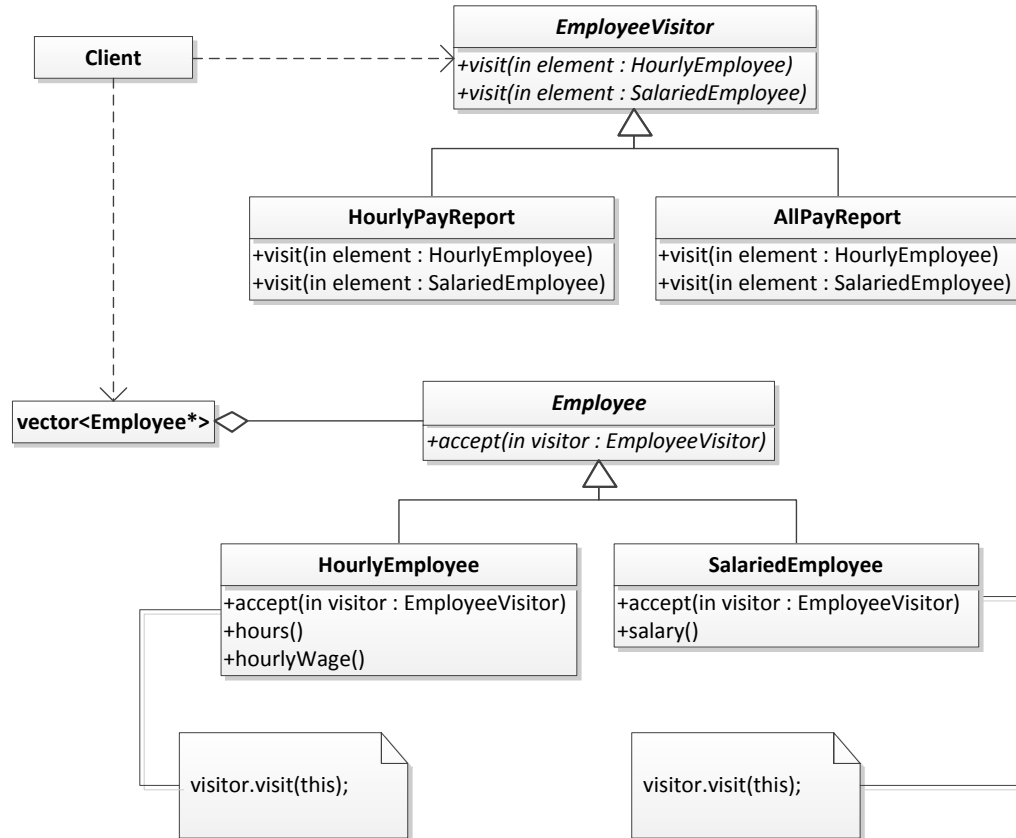 EmployeeVisitor
+visit(in element : HourlyEmployee)
+visit(in element : SalariedEmployee)
Client
HourlyPayReport
+visit(in element : HourlyEmployee)
+visit(in element : SalariedEmployee)
AllPayReport
+visit(in element : HourlyEmployee)
+visit(in element : SalariedEmployee)
vector<Employee*>
Employee
+accept(in visitor : EmployeeVisitor)
HourlyEmployee
+accept(in visitor : EmployeeVisitor)
+hours()
+hourlyWage()
SalariedEmployee
+accept(in visitor : EmployeeVisitor)
+salary()
visitor.visit(this);
visitor.visit(this);